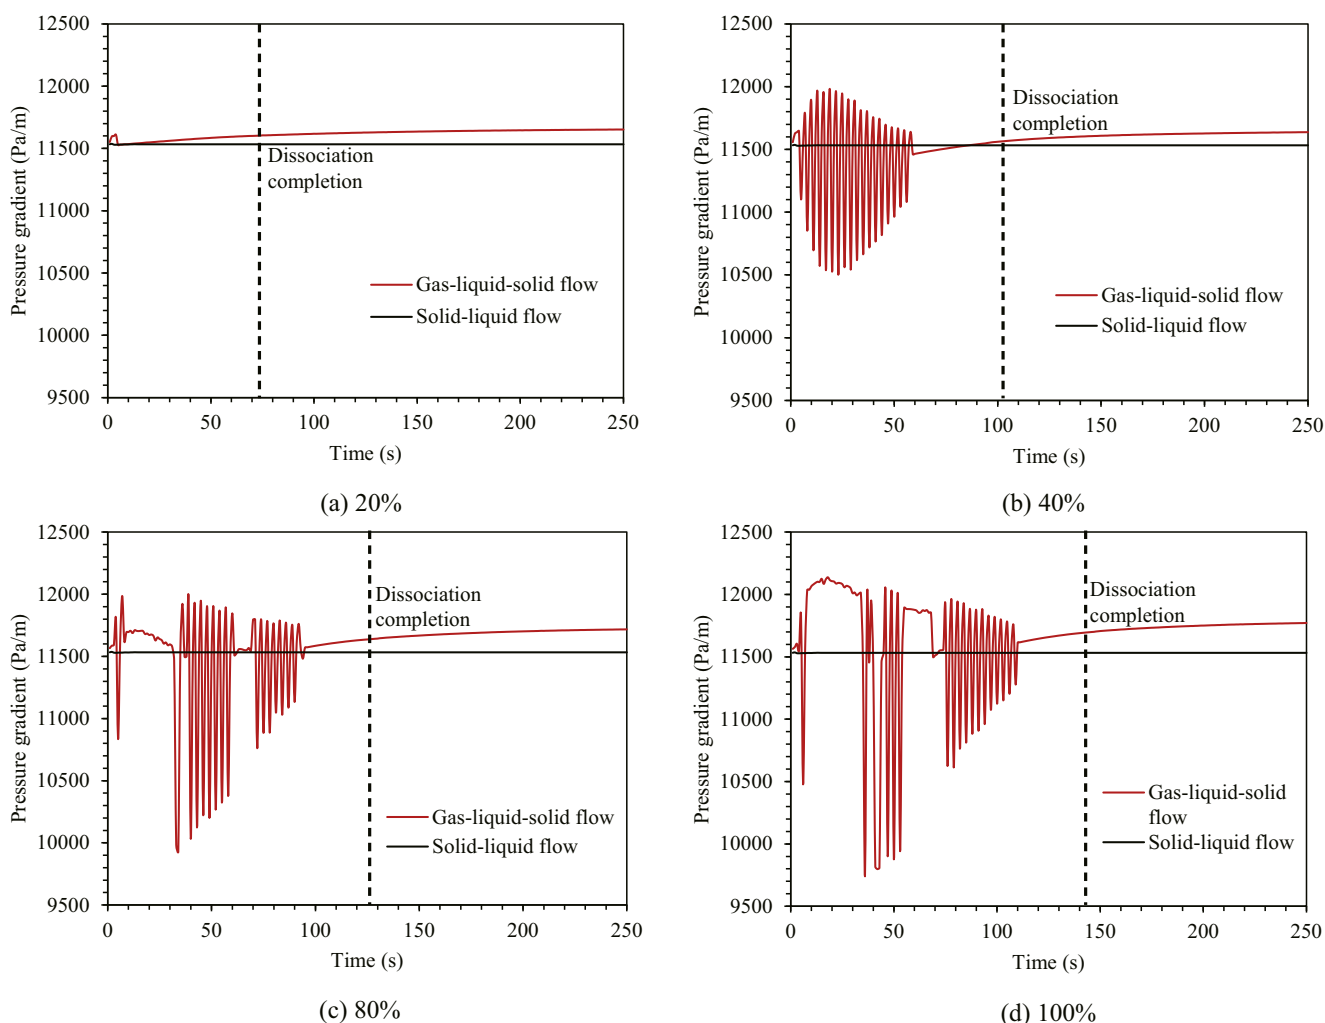 12500
12000
11500
11000
10500
10000
9500
Pressure gradient (Pa/m)
Dissociation
completion
Gas-liquid-solid flow
Solid-liquid flow
0 50 100 150 200 250
Time (s)
(a) 20%
12500
12000
11500
11000
10500
10000
9500
Pressure gradient (Pa/m)
Dissociation
completion
Gas-liquid-solid flow
Solid-liquid flow
0 50 100 150 200 250
Time (s)
(b) 40%
12500
12000
11500
11000
10500
10000
9500
Pressure gradient (Pa/m)
Dissociation
completion
Gas-liquid-solid flow
Solid-liquid flow
0 50 100 150 200 250
Time (s)
(c) 80%
12500
12000
11500
11000
10500
10000
9500
Pressure gradient (Pa/m)
Dissociation
completion
Gas-liquid-solid
flow
Solid-liquid flow
0 50 100 150 200 250
Time (s)
(d) 100%